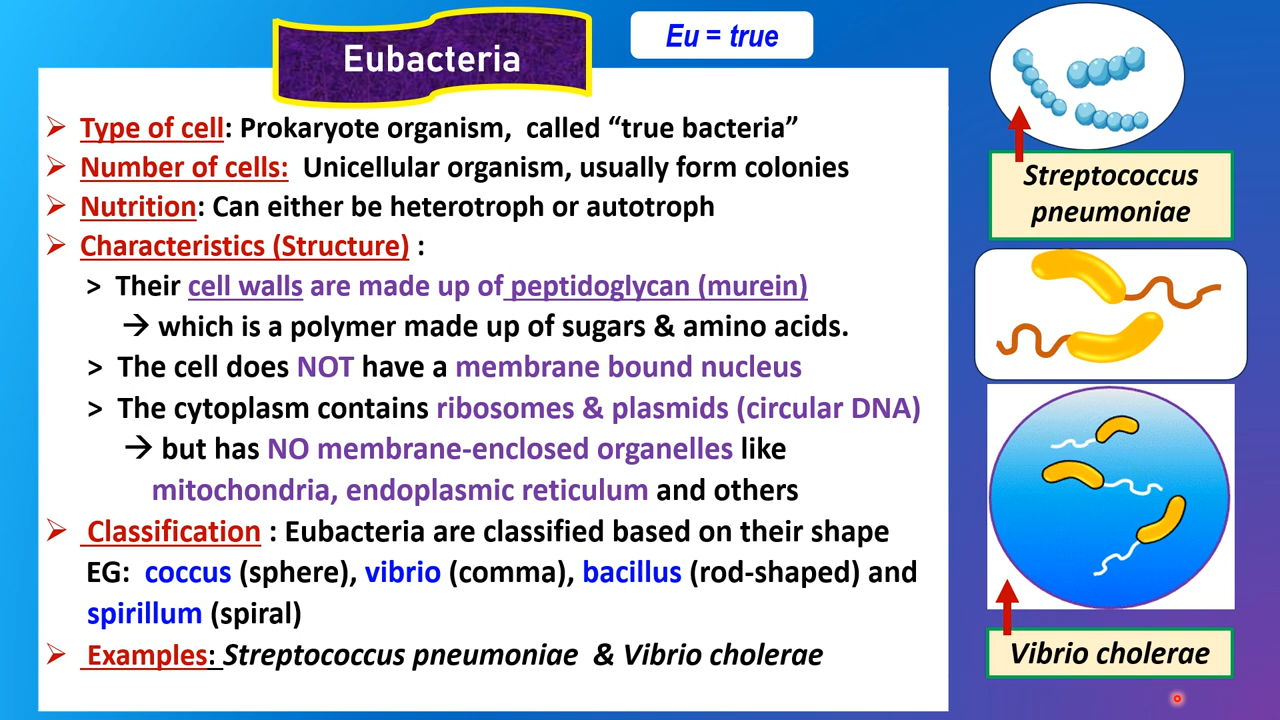 Eubacteria
Eu = true
➢ Type of cell: Prokaryote organism, called “true bacteria”
➢ Number of cells: Unicellular organism, usually form colonies
➢ Nutrition: Can either be heterotroph or autotroph
➢ Characteristics (Structure) :
> Their cell walls are made up of peptidoglycan (murein)
→ which is a polymer made up of sugars & amino acids.
> The cell does NOT have a membrane bound nucleus
> The cytoplasm contains ribosomes & plasmids (circular DNA)
→ but has NO membrane-enclosed organelles like
mitochondria, endoplasmic reticulum and others
➢ Classification : Eubacteria are classified based on their shape
EG: coccus (sphere), vibrio (comma), bacillus (rod-shaped) and
spirillum (spiral)
➢ Examples: Streptococcus pneumoniae & Vibrio cholerae
Streptococcus
pneumoniae
Vibrio cholerae